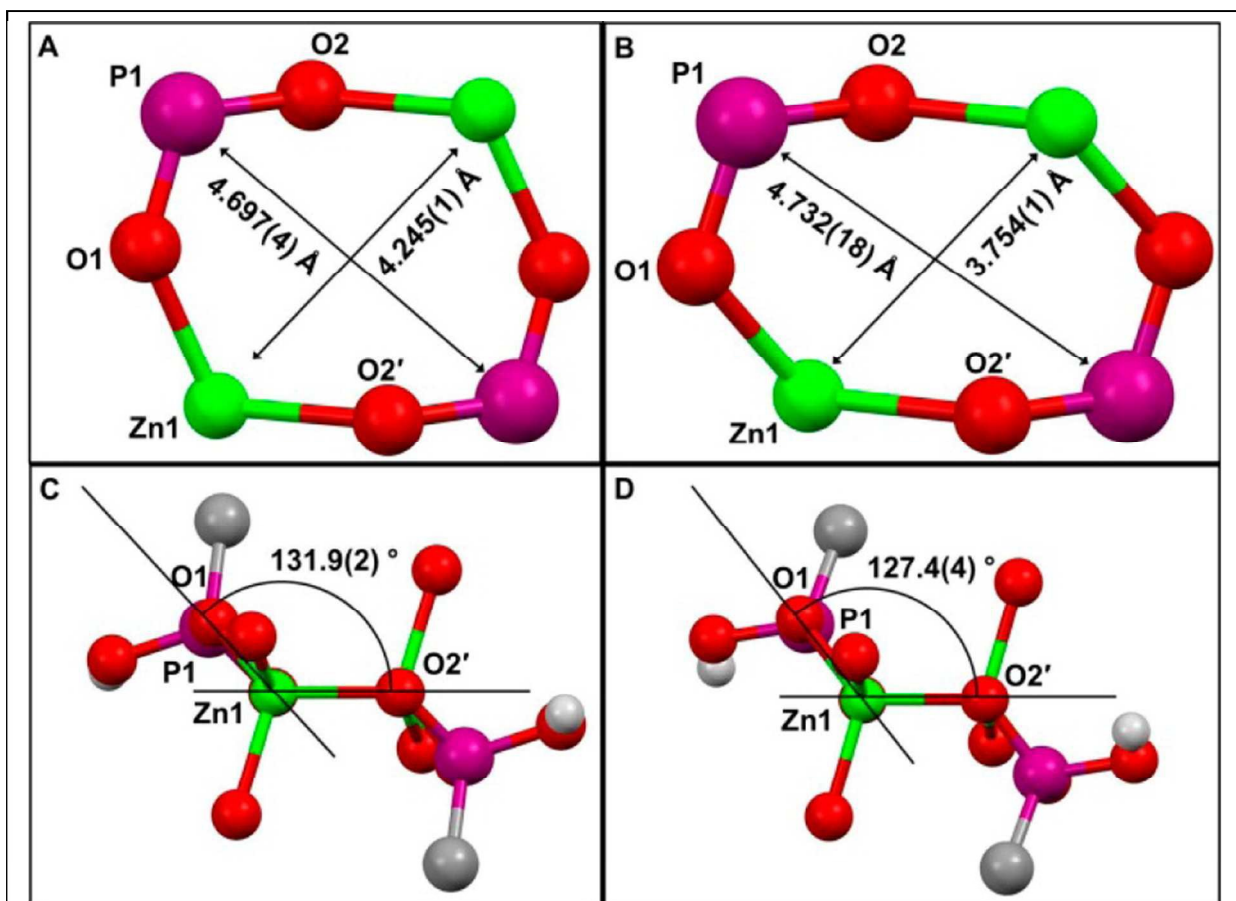 A
O2
P1
4.697(4) Å
4.245(1) Å
O1
O2′
Zn1
B
O2
P1
4.732(18) Å
3.754(1) Å
O1
O2′
Zn1
C
131.9(2) °
O1
P1
O2′
Zn1
D
127.4(4) °
O1
P1
O2′
Zn1